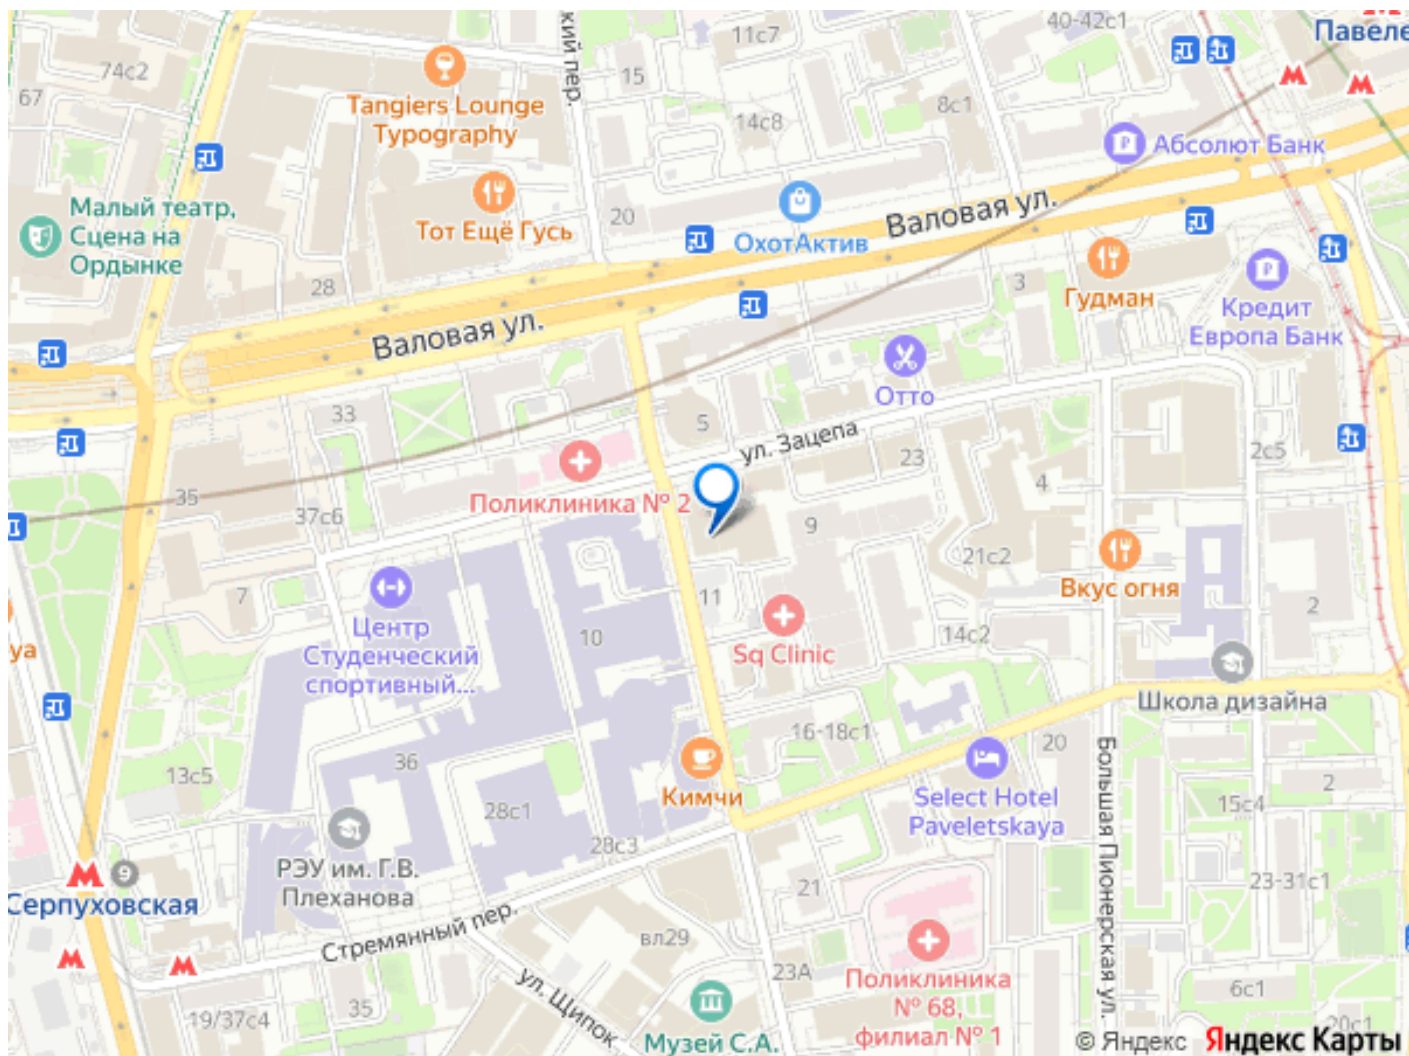 40-42с1
Павеле
11с7
кий пер.
74с2
67
15
Tangiers Lounge
Typography
8с1
14с8
Абсолют Банк
Малый театр,
Сцена на
Ордынке
Тот Ещё Гусь
20
ОхотАктив
Валовая ул.
28
3
Гудман
Кредит
Европа Банк
Валовая ул.
Отто
33
5
ул. Зацепа
23
2с5
4
35
37с6
Поликлиника № 2
9
21с2
Вкус огня
7
11
2
уа
Центр
Студенческий
спортивный...
10
Sq Clinic
14с2
Школа дизайна
16-18с1
20
Большая Пионерская ул.
13с5
36
Кимчи
Select Hotel
Paveletskaya
2
15с4
28с1
28с3
РЭУ им. Г.В.
Плеханова
9
Серпуховская
21
23-31с1
Стремянный пер.
вл29
23А
Поликлиника
№ 68,
филиал № 1
ул. Щипок
6с1
19/37с4
35
Музей С.А.
20с1
© Яндекс Яндекс Карты